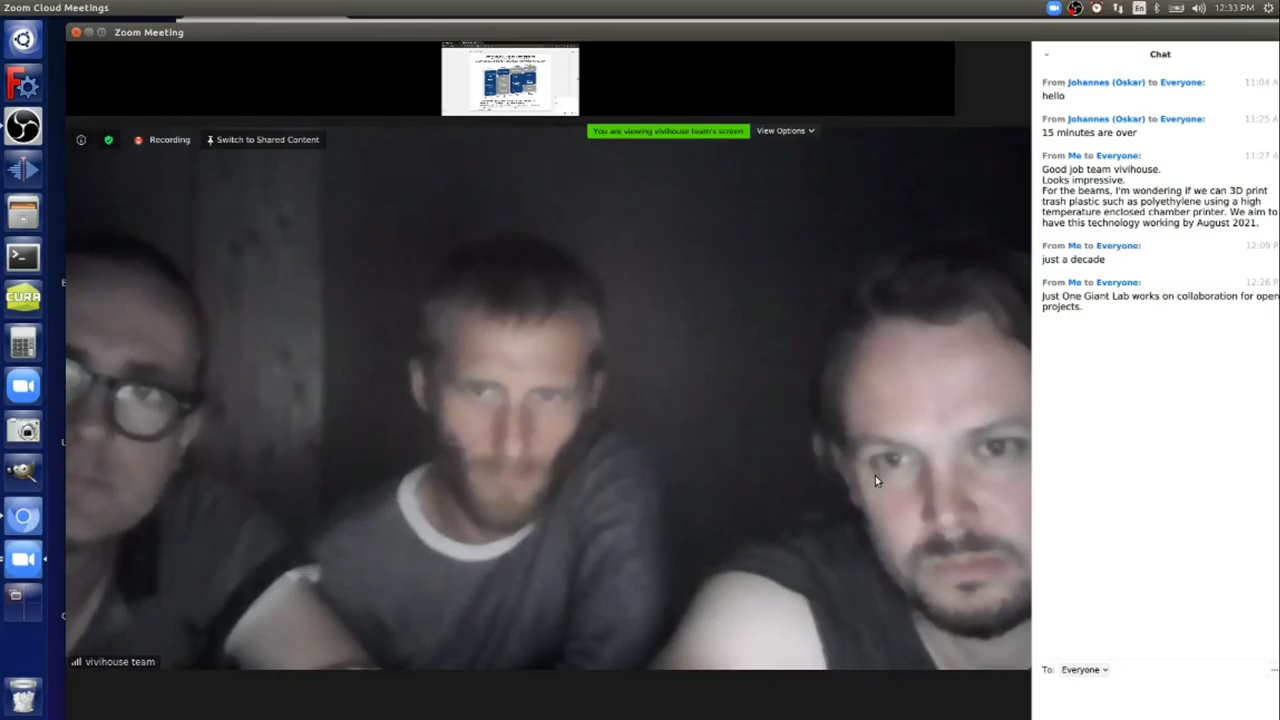 Zoom Cloud Meetings
En
12:33 PM
Zoom Meeting
Chat
You are viewing vivihouse team's screen
View Options
Recording
Switch to Shared Content
From Johannes (Oskar) to Everyone: 11:04 A
hello
From Johannes (Oskar) to Everyone: 11:25 A
15 minutes are over
From Me to Everyone: 11:27 A
Good job team vivihouse.
Looks impressive.
For the beams, I'm wondering if we can 3D print
trash plastic such as polyethylene using a high
temperature enclosed chamber printer. We aim to
have this technology working by August 2021.
From Me to Everyone: 12:09 P
just a decade
From Me to Everyone: 12:26 P
Just One Giant Lab works on collaboration for open
projects.
CURA
vivihouse team
To: Everyone